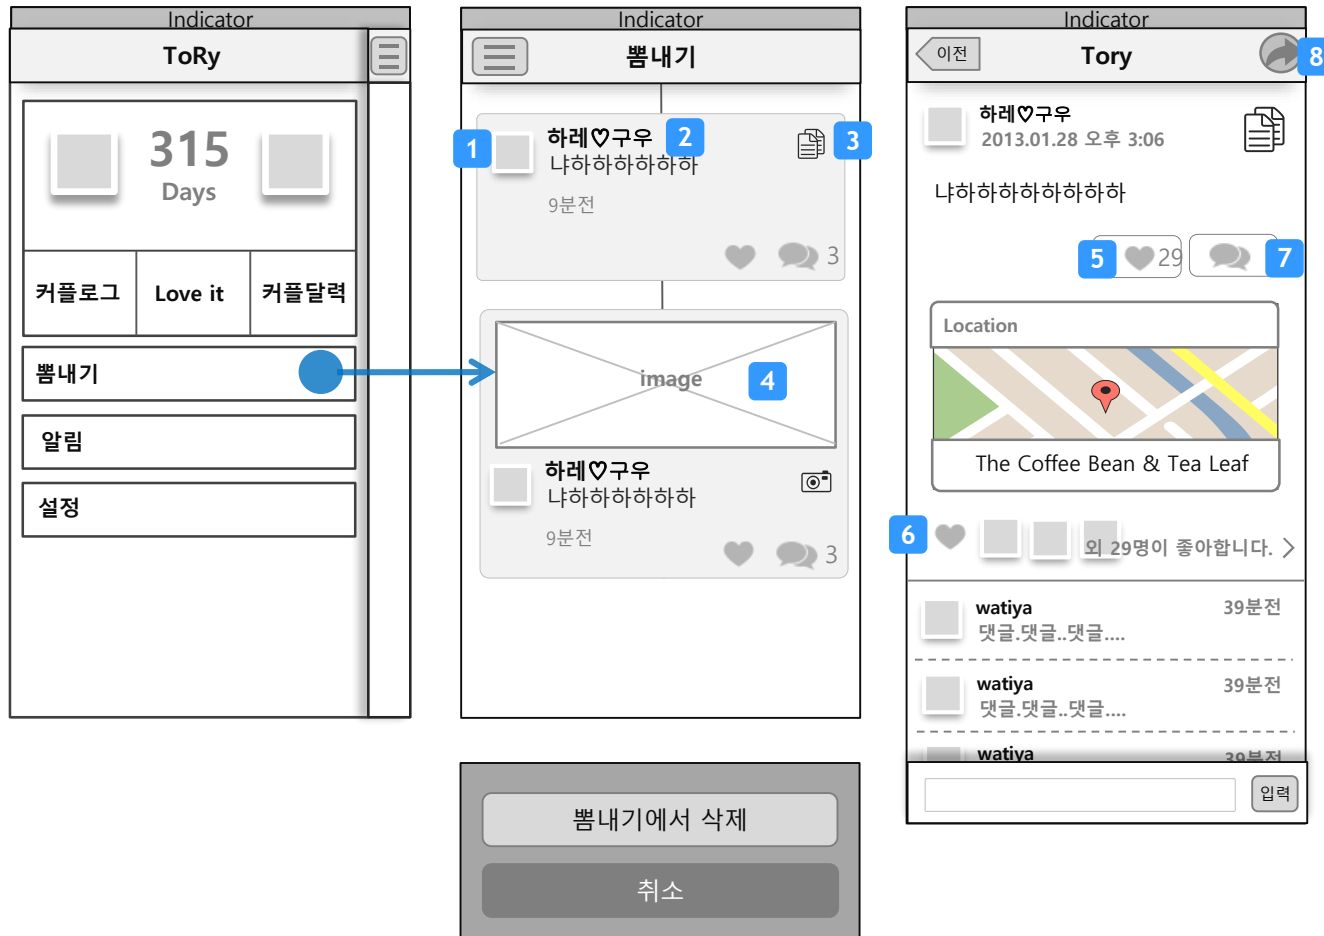 Indicator
ToRy
315
Days
커플로그
Love it
커플달력
뽐내기
알림
설정
Indicator
뽐내기
1
하레♡구우
2
3
냐하하하하하하
9분전
3
image
4
하레♡구우
냐하하하하하하
9분전
3
뽐내기에서 삭제
취소
Indicator
이전
Tory
8
하레♡구우
2013.01.28 오후 3:06
냐하하하하하하하하
5
29
7
Location
The Coffee Bean & Tea Leaf
6
외 29명이 좋아합니다.
watiya
39분전
댓글.댓글..댓글....
watiya
39분전
댓글.댓글..댓글....
watiya
39분전
입력